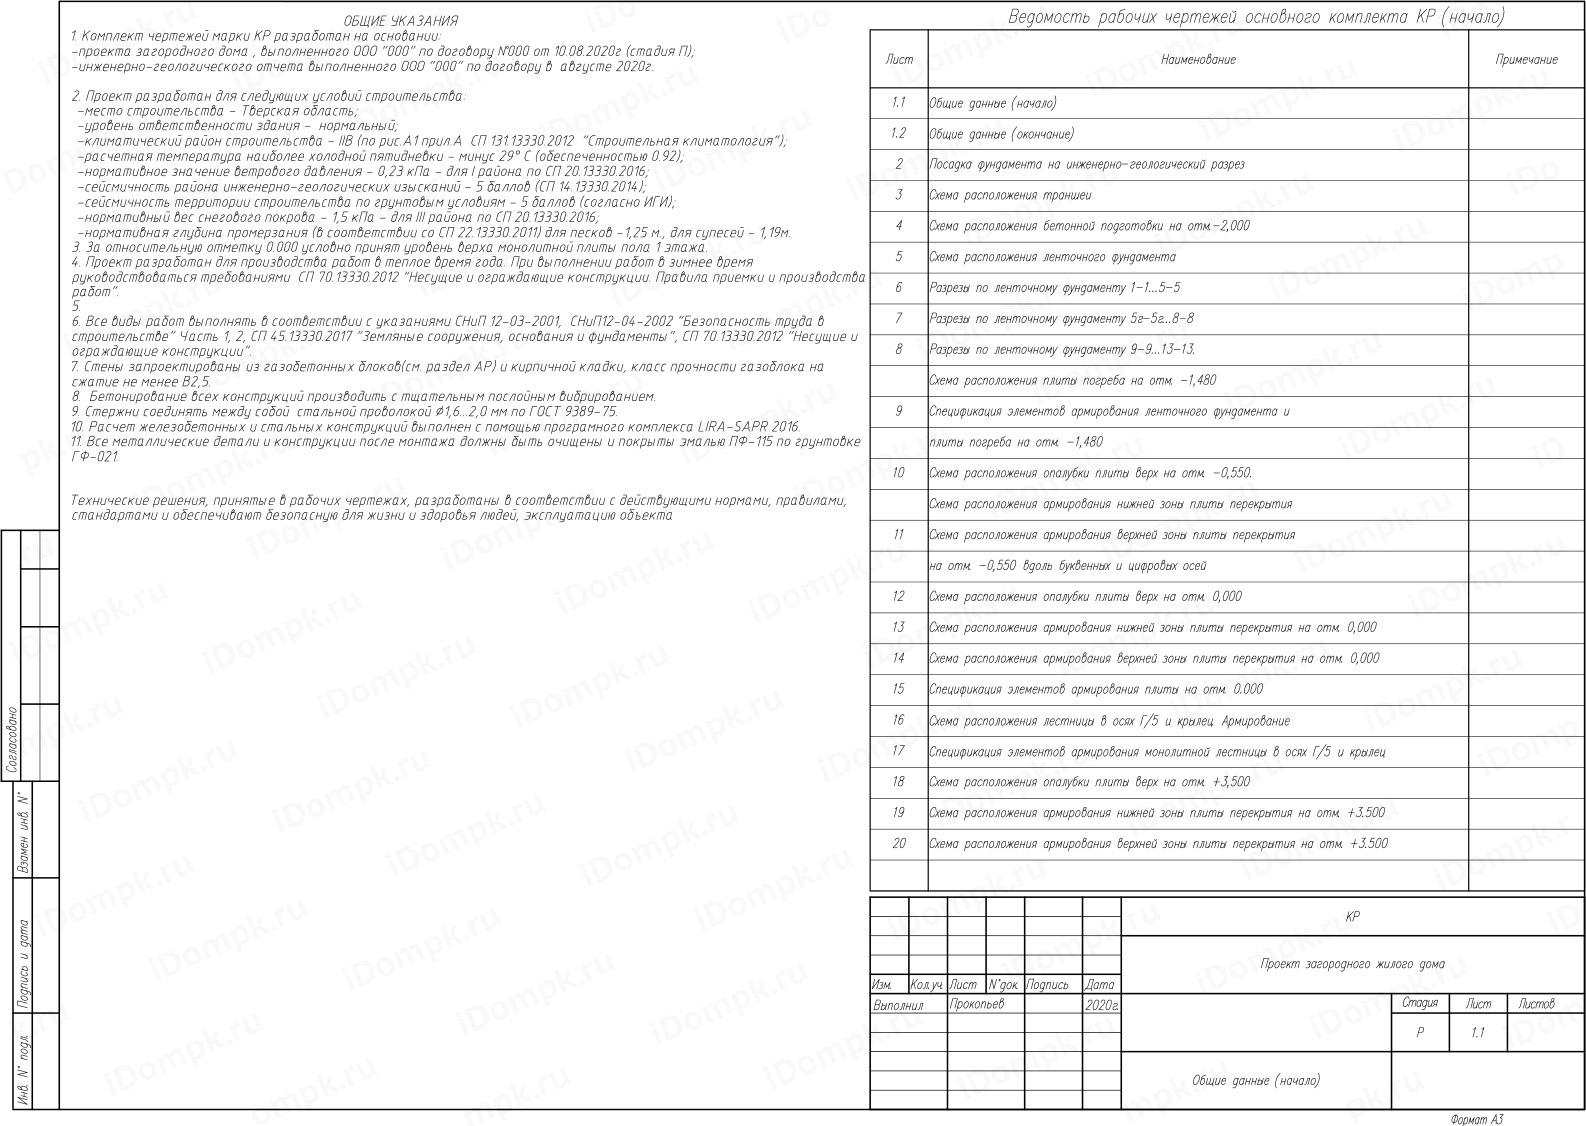 ОБЩИЕ УКАЗАНИЯ
1. Комплект чертежей марки КР разработан на основании:
-проекта загородного дома , выполненного ООО "000" по договору №000 от 10.08.2020г (стадия П);
-инженерно-геологического отчета выполненного ООО "000" по договору в августе 2020г.
2. Проект разработан для следующих условий строительства:
-место строительства - Тверская область;
-уровень ответственности здания - нормальный;
-климатический район строительства - IIВ (по рис.А1 прил.А СП 131.13330.2012 "Строительная климатология");
-расчетная температура наиболее холодной пятидневки - минус 29° С (обеспеченностью 0.92);
-нормативное значение ветрового давления - 0,23 кПа - для I района по СП 20.13330.2016;
-сейсмичность района инженерно-геологических изысканий - 5 баллов (СП 14.13330.2014);
-сейсмичность территории строительства по грунтовым условиям - 5 баллов (согласно ИГИ);
-нормативный вес снегового покрова - 1,5 кПа - для III района по СП 20.13330.2016;
-нормативная глубина промерзания (в соответствии со СП 22.13330.2011) для песков -1,25 м., для супесей - 1,19м.
3. За относительную отметку 0.000 условно принят уровень верха монолитной плиты пола 1 этажа.
4. Проект разработан для производства работ в теплое время года. При выполнении работ в зимнее время
руководствоваться требованиями СП 70.13330.2012 "Несущие и ограждающие конструкции. Правила приемки и производства
работ".
5.
6. Все виды работ выполнять в соответствии с указаниями СНиП 12-03-2001, СНиП12-04-2002 "Безопасность труда в
строительстве" Часть 1, 2, СП 45.13330.2017 "Земляные сооружения, основания и фундаменты", СП 70.13330.2012 "Несущие и
ограждающие конструкции".
7. Стены запроектированы из газобетонных блоков(см. раздел АР) и кирпичной кладки, класс прочности газоблока на
сжатие не менее В2,5.
8. Бетонирование всех конструкций производить с тщательным послойным вибрированием.
9. Стержни соединять между собой стальной проволокой Ø1,6...2,0 мм по ГОСТ 9389-75.
10. Расчет железобетонных и стальных конструкций выполнен с помощью програмного комплекса LIRA-SAPR 2016.
11. Все металлические детали и конструкции после монтажа должны быть очищены и покрыты эмалью ПФ-115 по грунтовке
ГФ-021.
Технические решения, принятые в рабочих чертежах, разработаны в соответствии с действующими нормами, правилами,
стандартами и обеспечивают безопасную для жизни и здоровья людей, эксплуатацию объекта
Ведомость рабочих чертежей основного комплекта КР (начало)
Лист Наименование Примечание
1.1 Общие данные (начало)
1.2 Общие данные (окончание)
2 Посадка фундамента на инженерно-геологический разрез
3 Схема расположения траншеи
4 Схема расположения бетонной подготовки на отм.-2,000
5 Схема расположения ленточного фундамента
6 Разрезы по ленточному фундаменту 1-1...5-5
7 Разрезы по ленточному фундаменту 5г-5г...8-8
8 Разрезы по ленточному фундаменту 9-9...13-13.
Схема расположения плиты погреба на отм. -1,480
9 Спецификация элементов армирования ленточного фундамента и
плиты погреба на отм. -1,480
10 Схема расположения опалубки плиты верх на отм. -0,550.
Схема расположения армирования нижней зоны плиты перекрытия
11 Схема расположения армирования верхней зоны плиты перекрытия
на отм. -0,550 вдоль буквенных и цифровых осей
12 Схема расположения опалубки плиты верх на отм. 0,000
13 Схема расположения армирования нижней зоны плиты перекрытия на отм. 0,000
14 Схема расположения армирования верхней зоны плиты перекрытия на отм. 0,000
15 Спецификация элементов армирования плиты на отм. 0.000
16 Схема расположения лестницы в осях Г/5 и крылец. Армирование
17 Спецификация элементов армирования монолитной лестницы в осях Г/5 и крылец
18 Схема расположения опалубки плиты верх на отм. +3,500
19 Схема расположения армирования нижней зоны плиты перекрытия на отм. +3.500
20 Схема расположения армирования верхней зоны плиты перекрытия на отм. +3.500
Согласовано
Взамен инв. N°
Подпись и дата
Инв. N° подл.
КР
Проект загородного жилого дома
Изм. Кол.уч. Лист N°док. Подпись Дата
Выполнил Прокопьев 2020г.
Стадия Лист Листов
Р 1.1
Общие данные (начало)
Формат А3
iDompk.ru